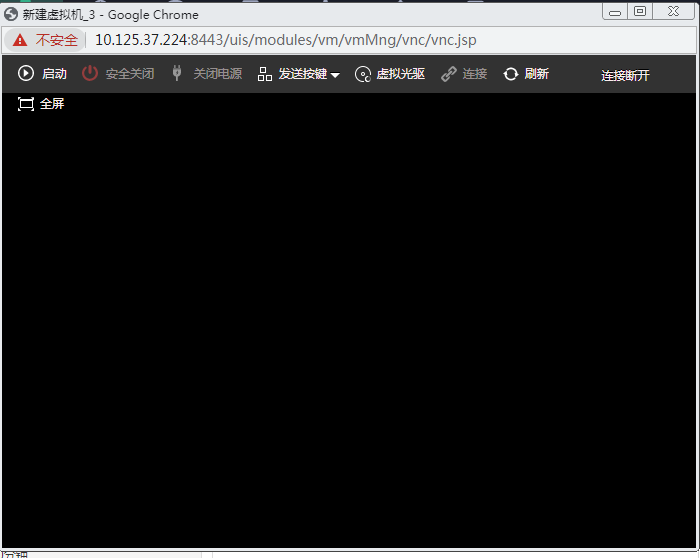 新建虚拟机_3 - Google Chrome
不安全 10.125.37.224:8443/uis/modules/vm/vmMng/vnc/vnc.jsp
启动 安全关闭 关闭电源 发送按键 虚拟光驱 连接 刷新 连接断开
全屏